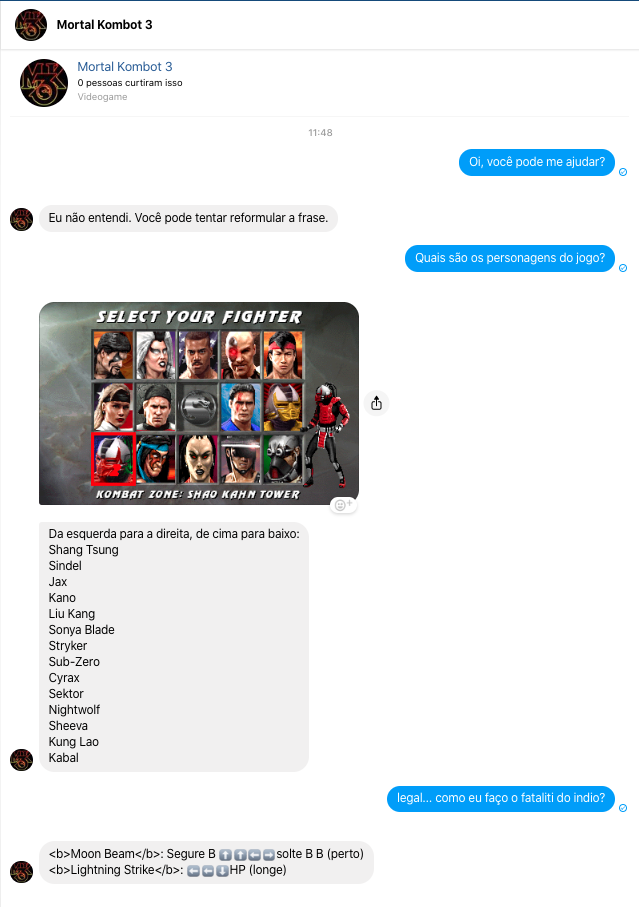 Mortal Kombot 3
Mortal Kombot 3
0 pessoas curtiram isso
Videogame
11:48
Oi, você pode me ajudar?
Eu não entendi. Você pode tentar reformular a frase.
Quais são os personagens do jogo?
SELECT YOUR FIGHTER
KOMBAT ZONE: SHAO KAHN TOWER
Da esquerda para a direita, de cima para baixo:
Shang Tsung
Sindel
Jax
Kano
Liu Kang
Sonya Blade
Stryker
Sub-Zero
Cyrax
Sektor
Nightwolf
Sheeva
Kung Lao
Kabal
legal... como eu faço o fataliti do indio?
<b>Moon Beam</b>: Segure B ⬆️⬆️⬅️➡️solte B B (perto)
<b>Lightning Strike</b>: ⬅️⬅️⬇️HP (longe)